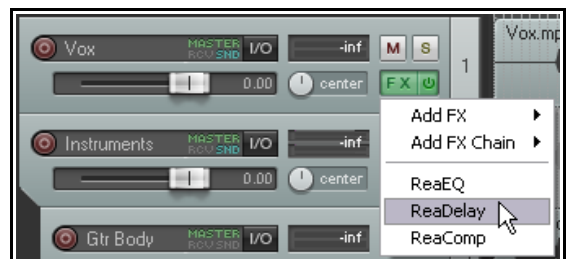 Vox MASTER RCV SND I/O -inf M S
0.00 center FX
1
Vox.mp
Add FX
Add FX Chain
ReaEQ
ReaDelay
ReaComp
Instruments MASTER RCV SND I/O -inf
0.00 center
Gtr Body MASTER RCV SND I/O -inf